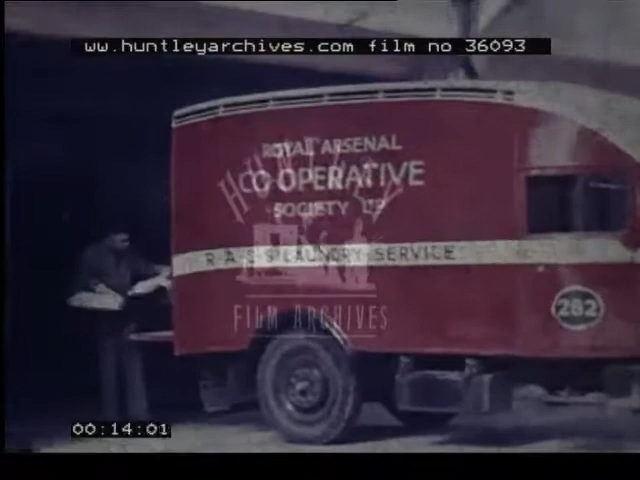 ww.huntleyarchives.com film no 36093
ROYAL ARSENAL
CO-OPERATIVE
SOCIETY LTD
R·A·C·S LAUNDRY SERVICE
282
HUNTLEY
FILM ARCHIVES
00:14:01